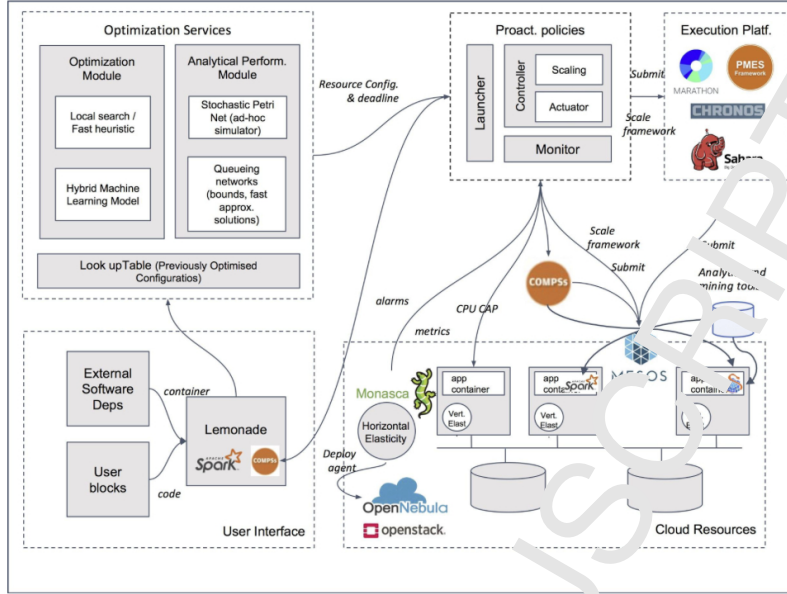 Optimization Services
Optimization
Module
Local search /
Fast heuristic
Hybrid Machine
Learning Model
Analytical Perform.
Module
Stochastic Petri
Net (ad-hoc
simulator)
Queueing
networks
(bounds, fast
approx.
solutions)
Look upTable (Previously Optimised
Configuratios)
Resource Config.
& deadline
Proact. policies
Launcher
Controller
Scaling
Actuator
Monitor
Submit
Scale
framework
Execution Platf.
MARATHON
PMES
Framework
CHRONOS
Sahara
Scale
framework
Submit
COMPSs
Submit
Analytics and
mining tools
alarms
CPU CAP
metrics
External
Software
Deps
container
User
blocks
code
Lemonade
APACHE
Spark
COMPSs
User Interface
Monasca
Horizontal
Elasticity
Deploy
agent
OpenNebula
openstack.
app
container
Vert.
Elast
app
container
Spark
Vert.
Elast
MESOS
app
container
Vert.
Elast
Cloud Resources
USCRIPT